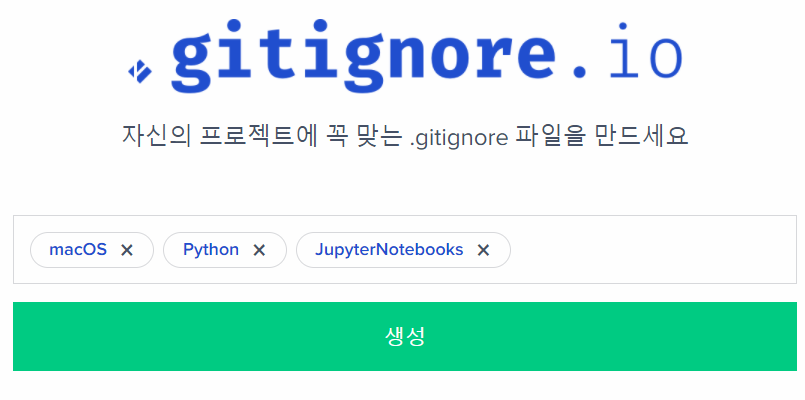 .gitignore.io
자신의 프로젝트에 꼭 맞는 .gitignore 파일을 만드세요
macOS × Python × JupyterNotebooks ×
생성